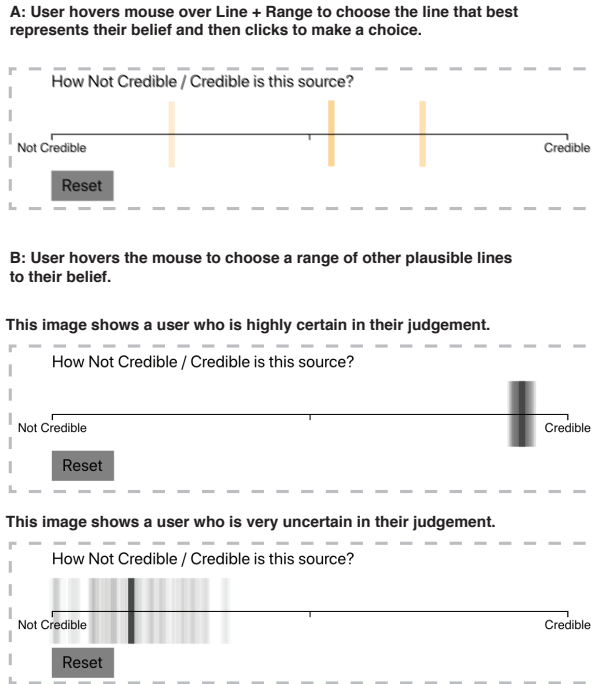 A: User hovers mouse over Line + Range to choose the line that best
represents their belief and then clicks to make a choice.
How Not Credible / Credible is this source?
Not Credible
Credible
Reset
B: User hovers the mouse to choose a range of other plausible lines
to their belief.
This image shows a user who is highly certain in their judgement.
How Not Credible / Credible is this source?
Not Credible
Credible
Reset
This image shows a user who is very uncertain in their judgement.
How Not Credible / Credible is this source?
Not Credible
Credible
Reset